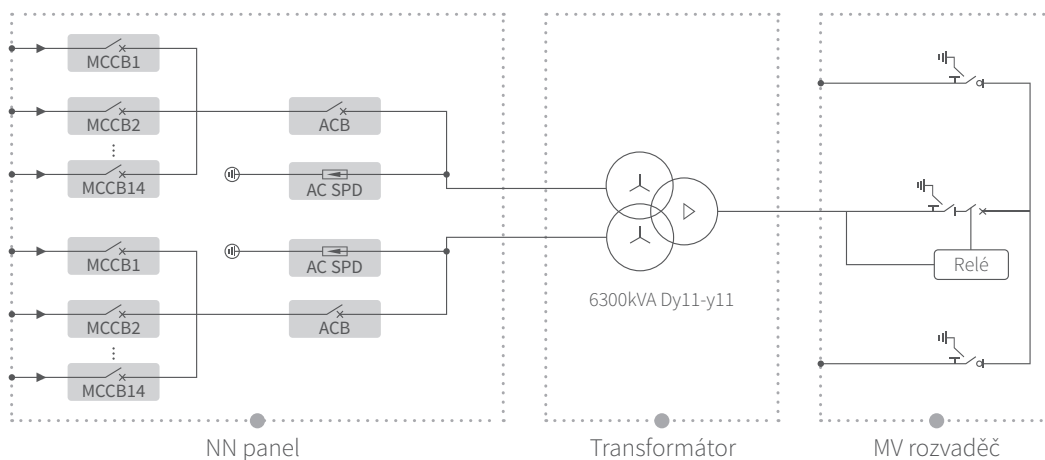 MCCB1
MCCB2
ACB
MCCB14
AC SPD
MCCB1
AC SPD
MCCB2
ACB
MCCB14
6300kVA Dy11-y11
Relé
NN panel
Transformátor
MV rozvaděč